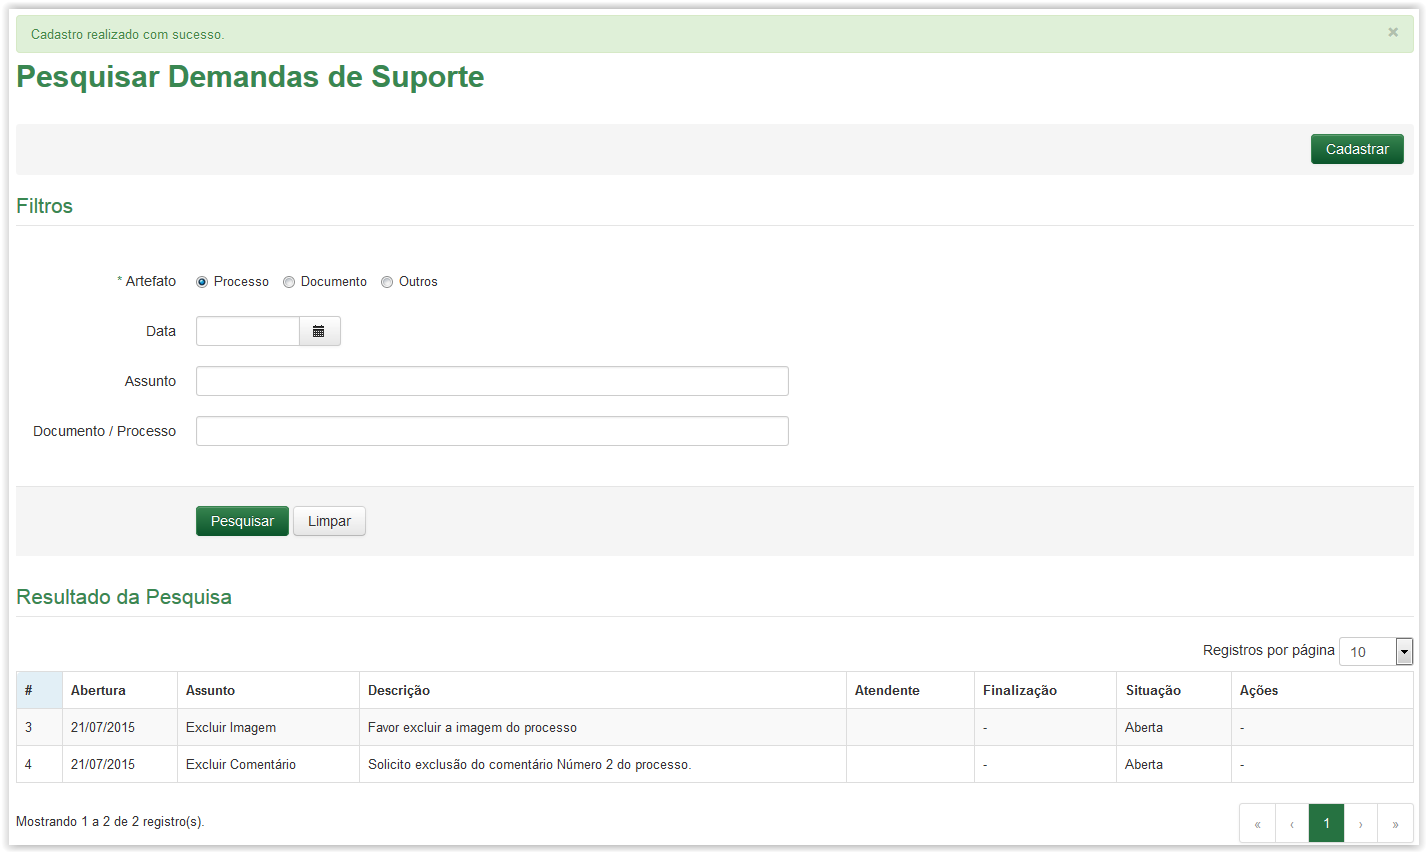 Cadastro realizado com sucesso. ×
Pesquisar Demandas de Suporte
Cadastrar
Filtros
* Artefato Processo Documento Outros
Data
Assunto
Documento / Processo
Pesquisar Limpar
Resultado da Pesquisa
Registros por página 10
# Abertura Assunto Descrição Atendente Finalização Situação Ações
3 21/07/2015 Excluir Imagem Favor excluir a imagem do processo - Aberta -
4 21/07/2015 Excluir Comentário Solicito exclusão do comentário Número 2 do processo. - Aberta -
Mostrando 1 a 2 de 2 registro(s). « ‹ 1 › »